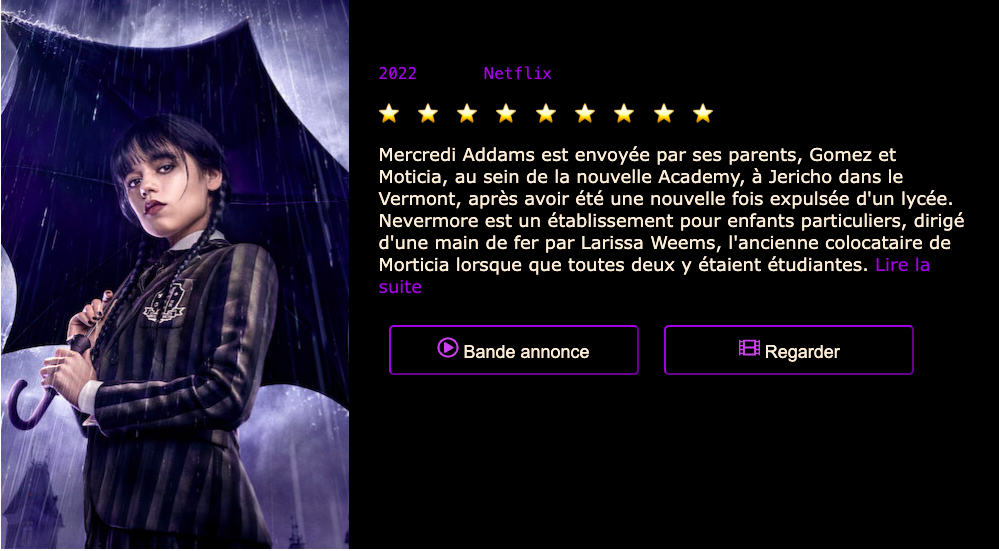 2022 Netflix
Mercredi Addams est envoyée par ses parents, Gomez et
Moticia, au sein de la nouvelle Academy, à Jericho dans le
Vermont, après avoir été une nouvelle fois expulsée d'un lycée.
Nevermore est un établissement pour enfants particuliers, dirigé
d'une main de fer par Larissa Weems, l'ancienne colocataire de
Morticia lorsque que toutes deux y étaient étudiantes. Lire la
suite
Bande annonce
Regarder